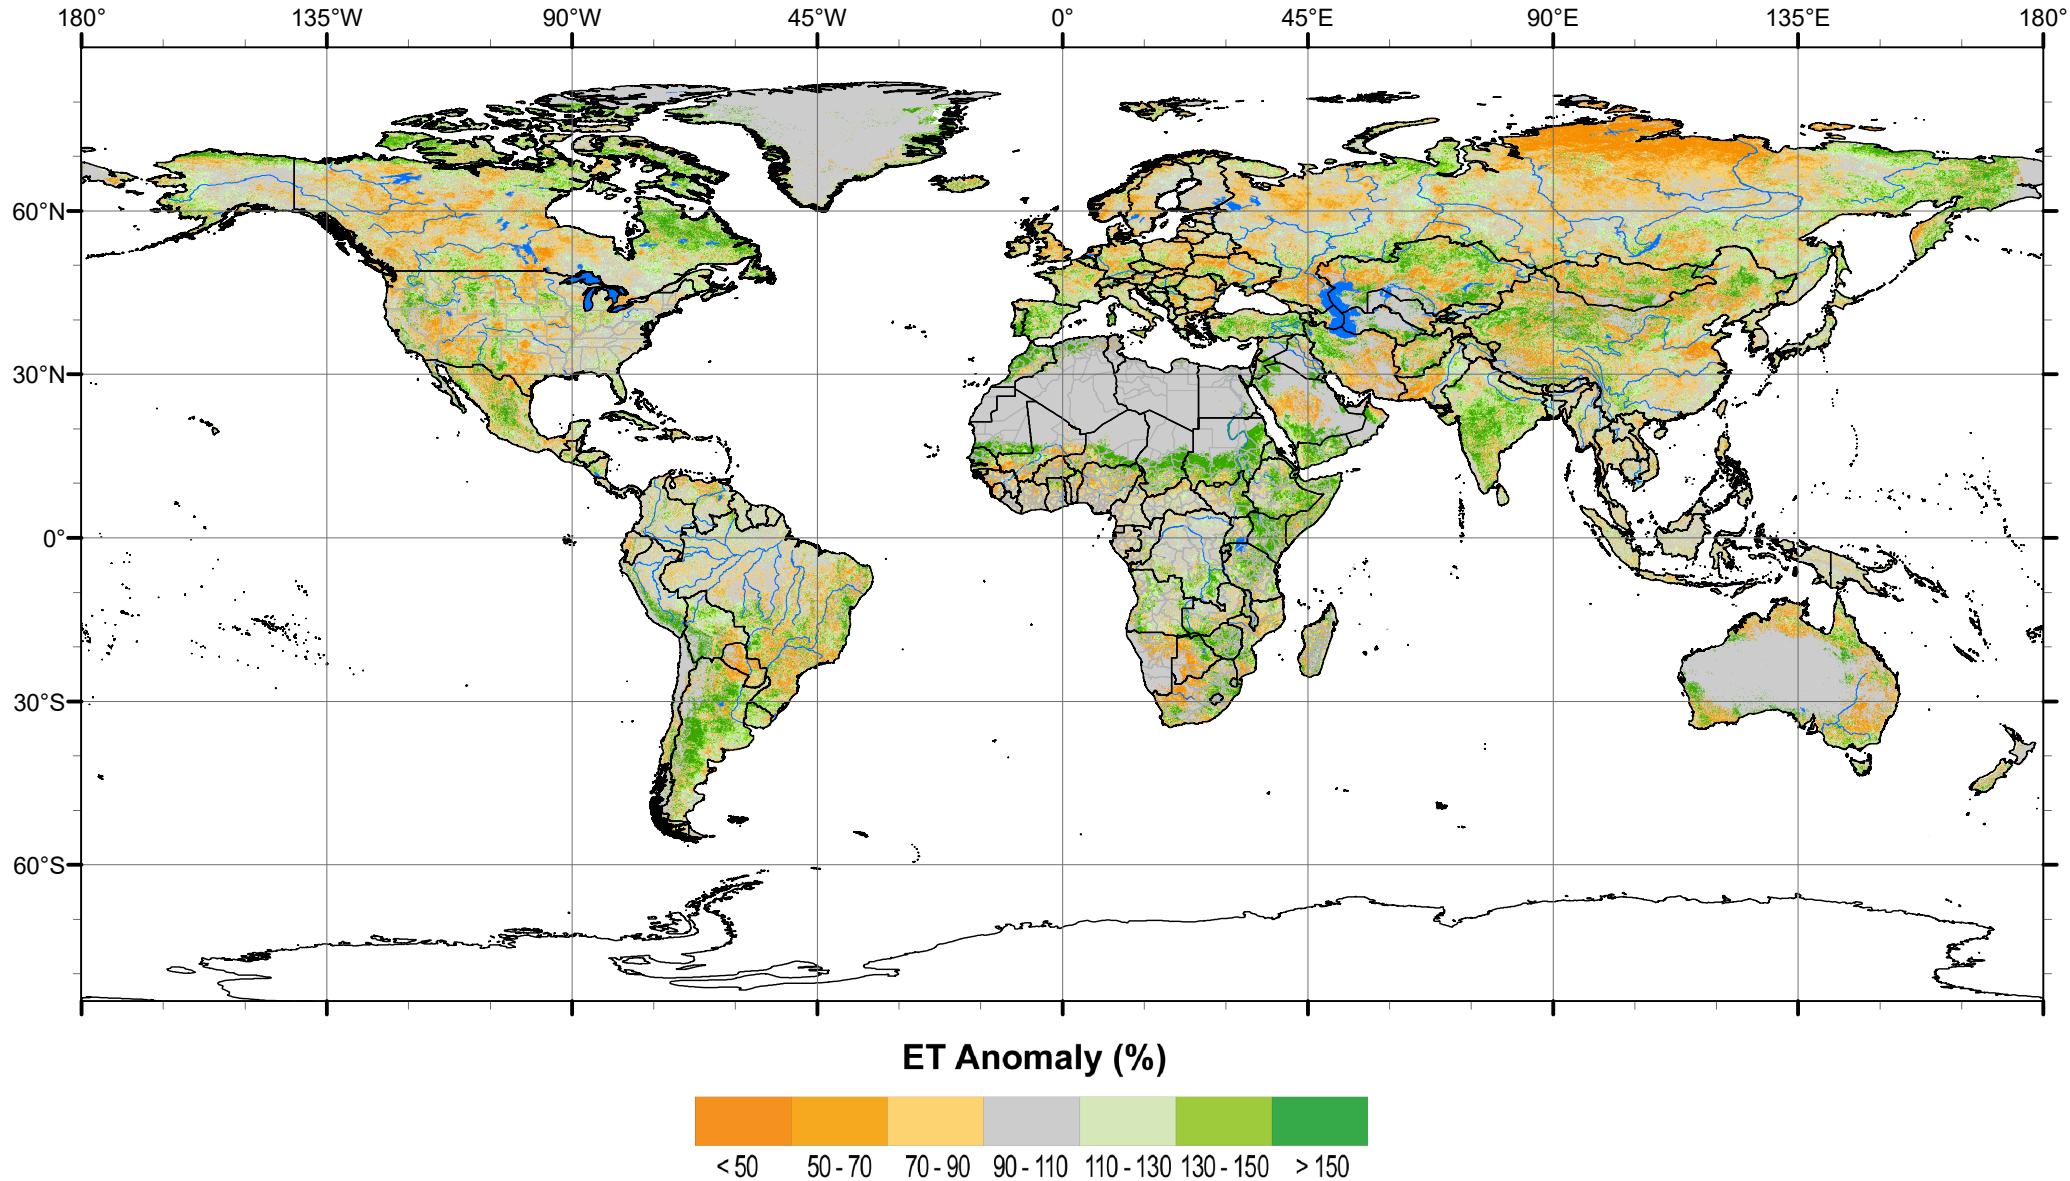 180° 135°W 90°W 45°W 0° 45°E 90°E 135°E 180°
60°N
30°N
0°
30°S
60°S
ET Anomaly (%)
< 50 50 - 70 70 - 90 90 - 110 110 - 130 130 - 150 > 150